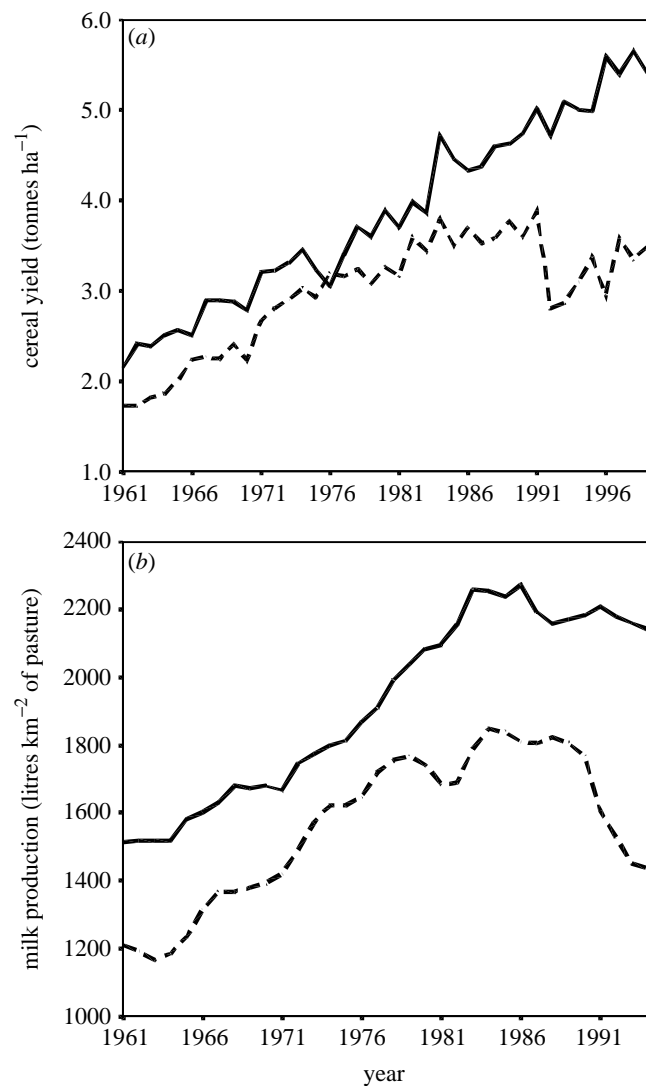 6.0
(a)
5.0
4.0
3.0
2.0
1.0
cereal yield (tonnes ha⁻¹)
1961 1966 1971 1976 1981 1986 1991 1996
2400
(b)
2200
2000
1800
1600
1400
1200
1000
milk production (litres km⁻² of pasture)
1961 1966 1971 1976 1981 1986 1991
year